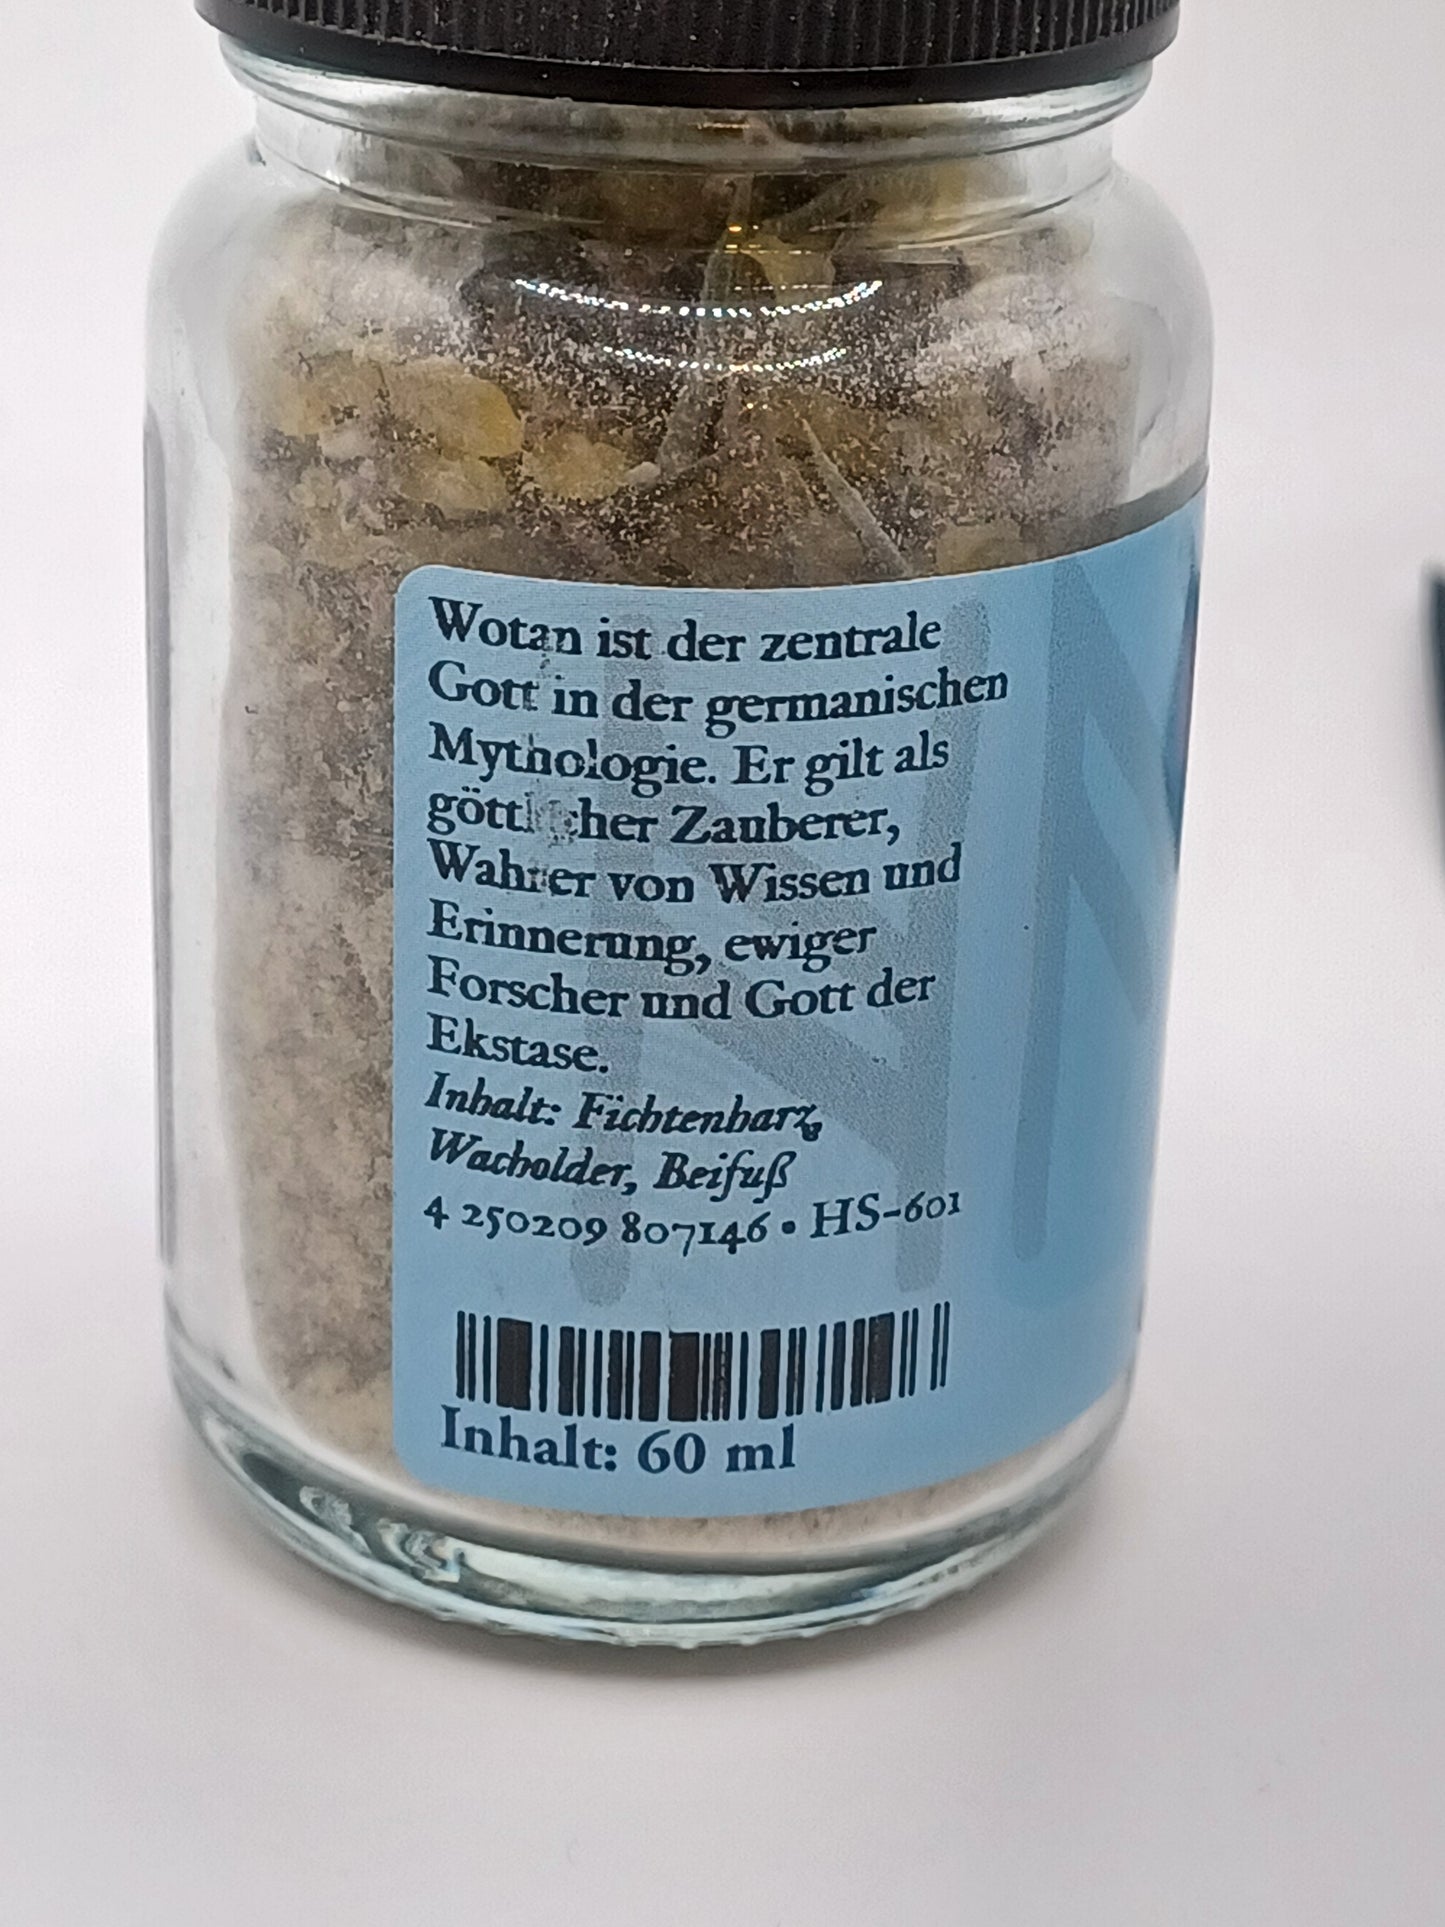 Wotan ist der zentrale
Gott in der germanischen
Mythologie. Er gilt als
göttlicher Zauberer,
Wahrer von Wissen und
Erinnerung, ewiger
Forscher und Gott der
Ekstase.
Inhalt: Fichtenharz,
Wacholder, Beifuß
4 250209 807146 • HS-601
Inhalt: 60 ml